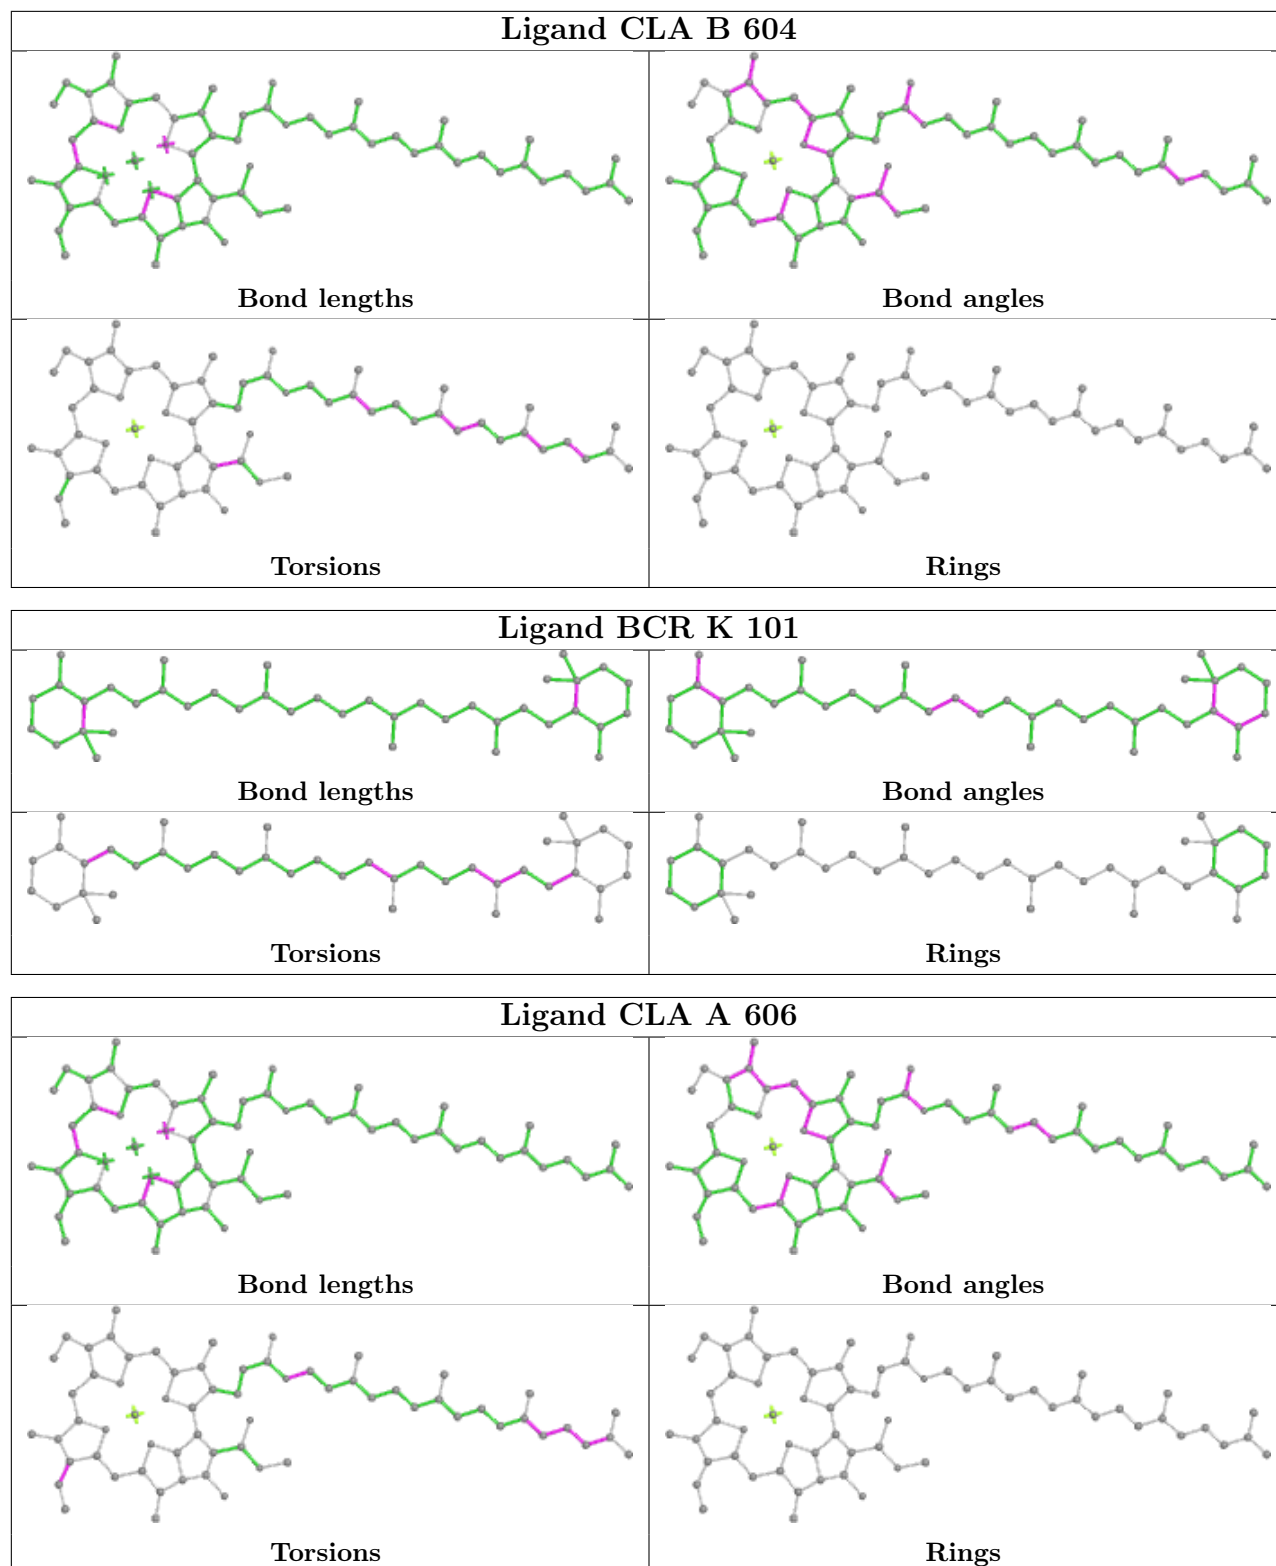 Ligand CLA B 604
Bond lengths
Bond angles
Torsions
Rings
Ligand BCR K 101
Bond lengths
Bond angles
Torsions
Rings
Ligand CLA A 606
Bond lengths
Bond angles
Torsions
Rings